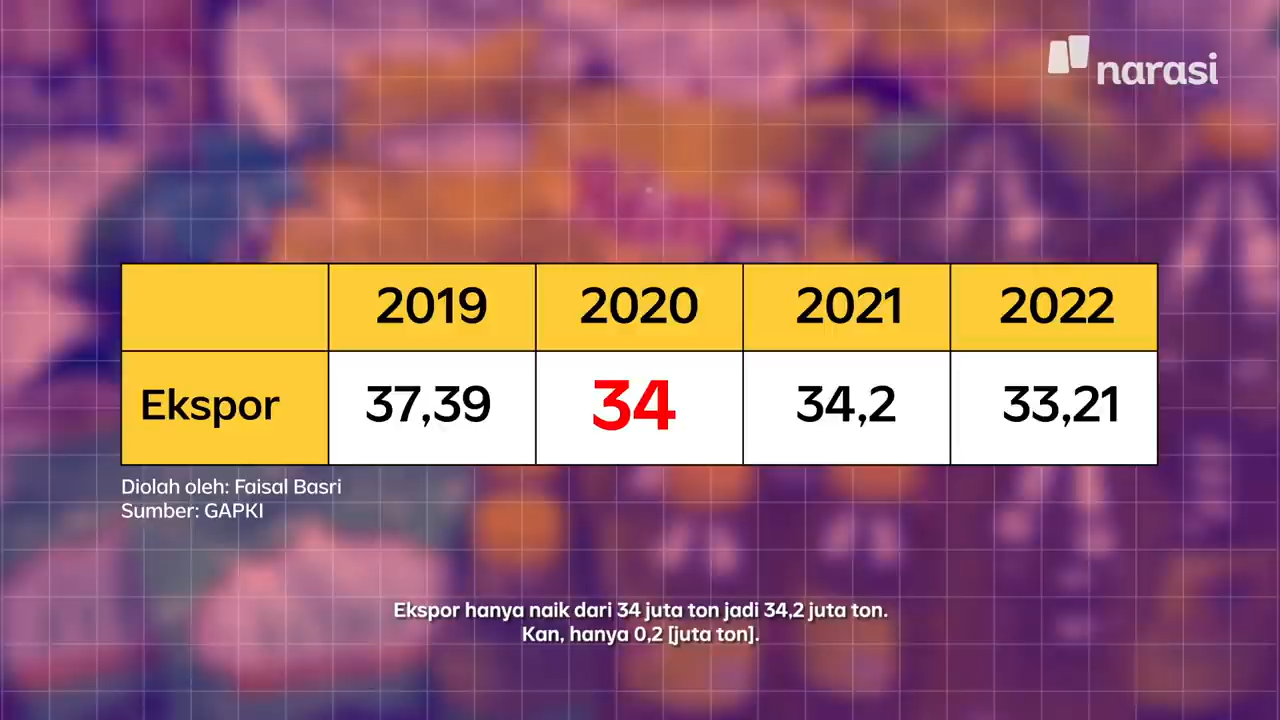 narasi
2019 2020 2021 2022
Ekspor 37,39 34 34,2 33,21
Diolah oleh: Faisal Basri
Sumber: GAPKI
Ekspor hanya naik dari 34 juta ton jadi 34,2 juta ton.
Kan, hanya 0,2 [juta ton].